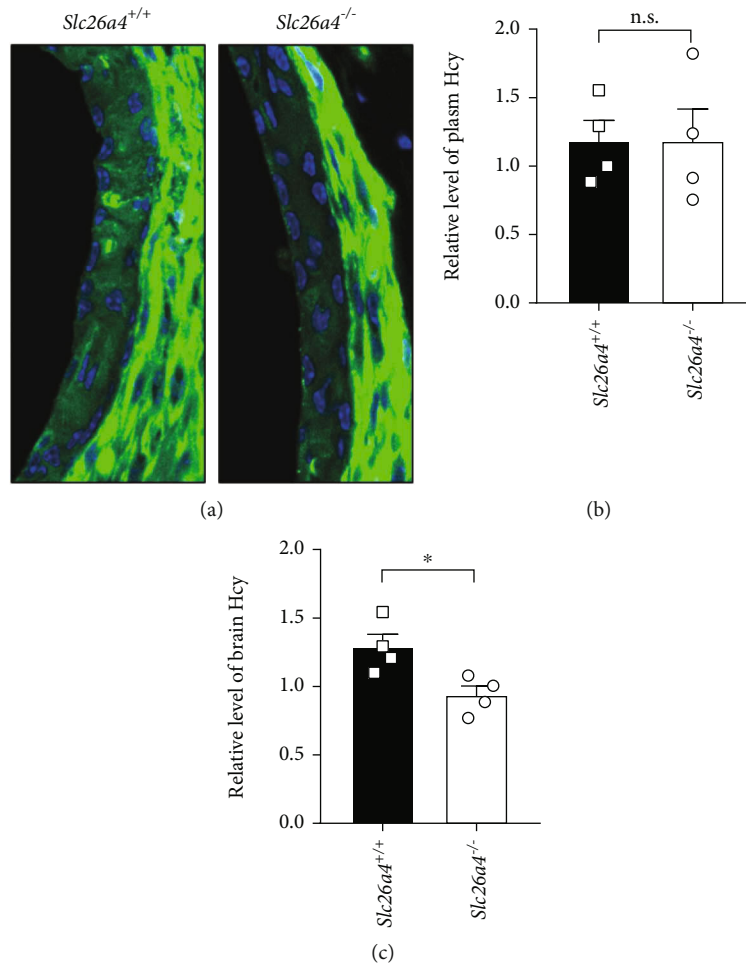 Slc26a4+/+ Slc26a4-/-
(a)
n.s.
Relative level of plasm Hcy
2.0
1.5
1.0
0.5
0.0
Slc26a4+/+
Slc26a4-/-
(b)
*
Relative level of brain Hcy
2.0
1.5
1.0
0.5
0.0
Slc26a4+/+
Slc26a4-/-
(c)